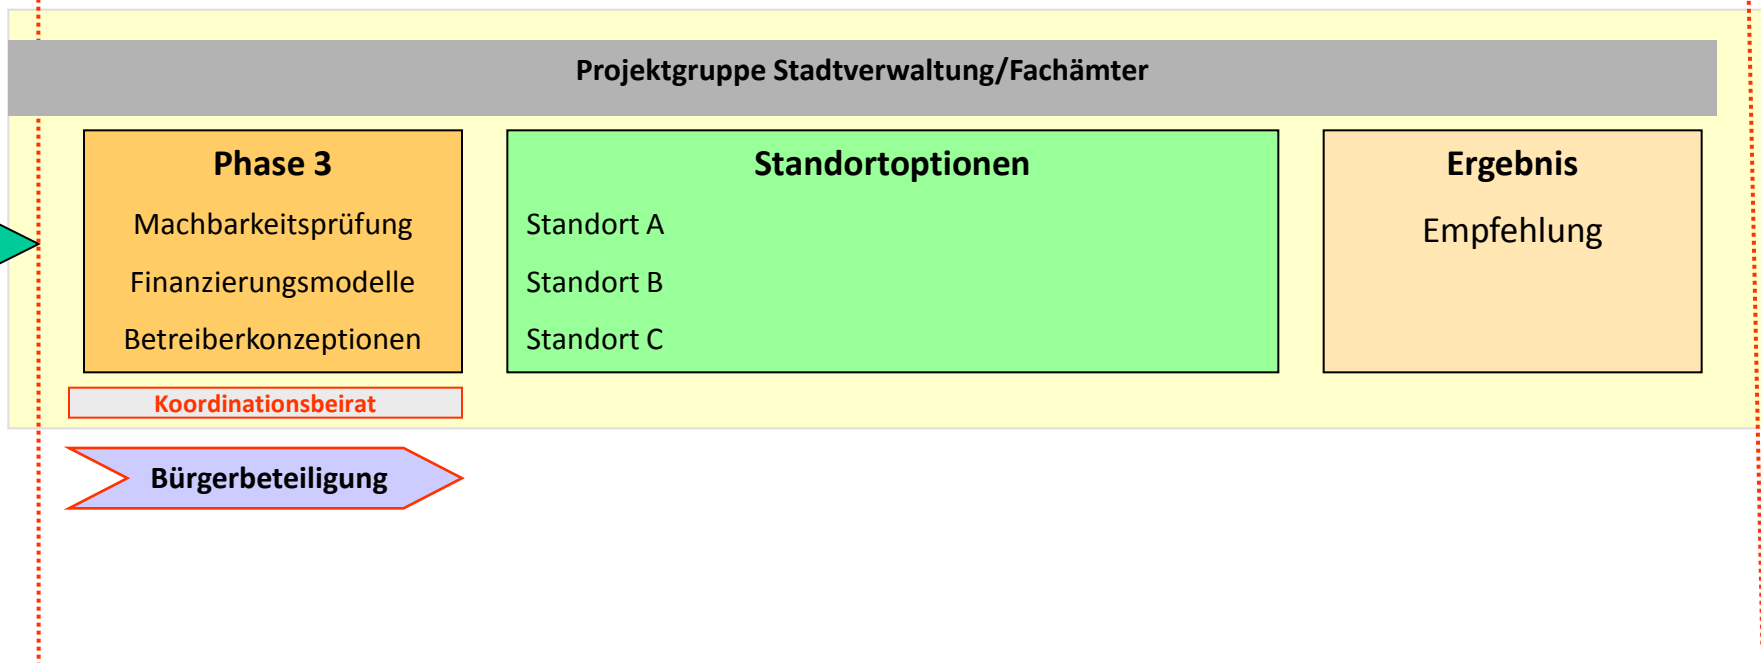 Projektgruppe Stadtverwaltung/Fachämter
Phase 3
Machbarkeitsprüfung
Finanzierungsmodelle
Betreiberkonzeptionen
Standortoptionen
Standort A
Standort B
Standort C
Ergebnis
Empfehlung
Koordinationsbeirat
Bürgerbeteiligung